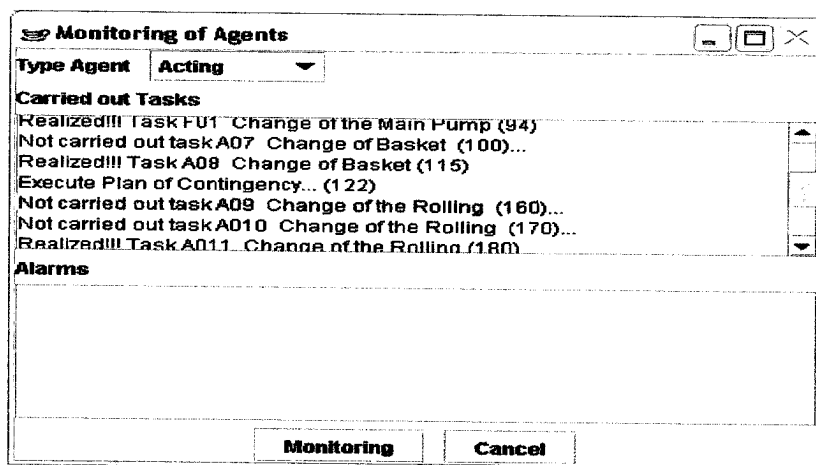 Monitoring of Agents
Type Agent Acting
Carried out Tasks
Realized!!! Task F01 Change of the Main Pump (94)
Not carried out task A07 Change of Basket (100)...
Realized!!! Task A08 Change of Basket (115)
Execute Plan of Contingency... (122)
Not carried out task A09 Change of the Rolling (160)...
Not carried out task A010 Change of the Rolling (170)...
Realized!!! Task A011 Change of the Rolling (180)
Alarms
Monitoring Cancel